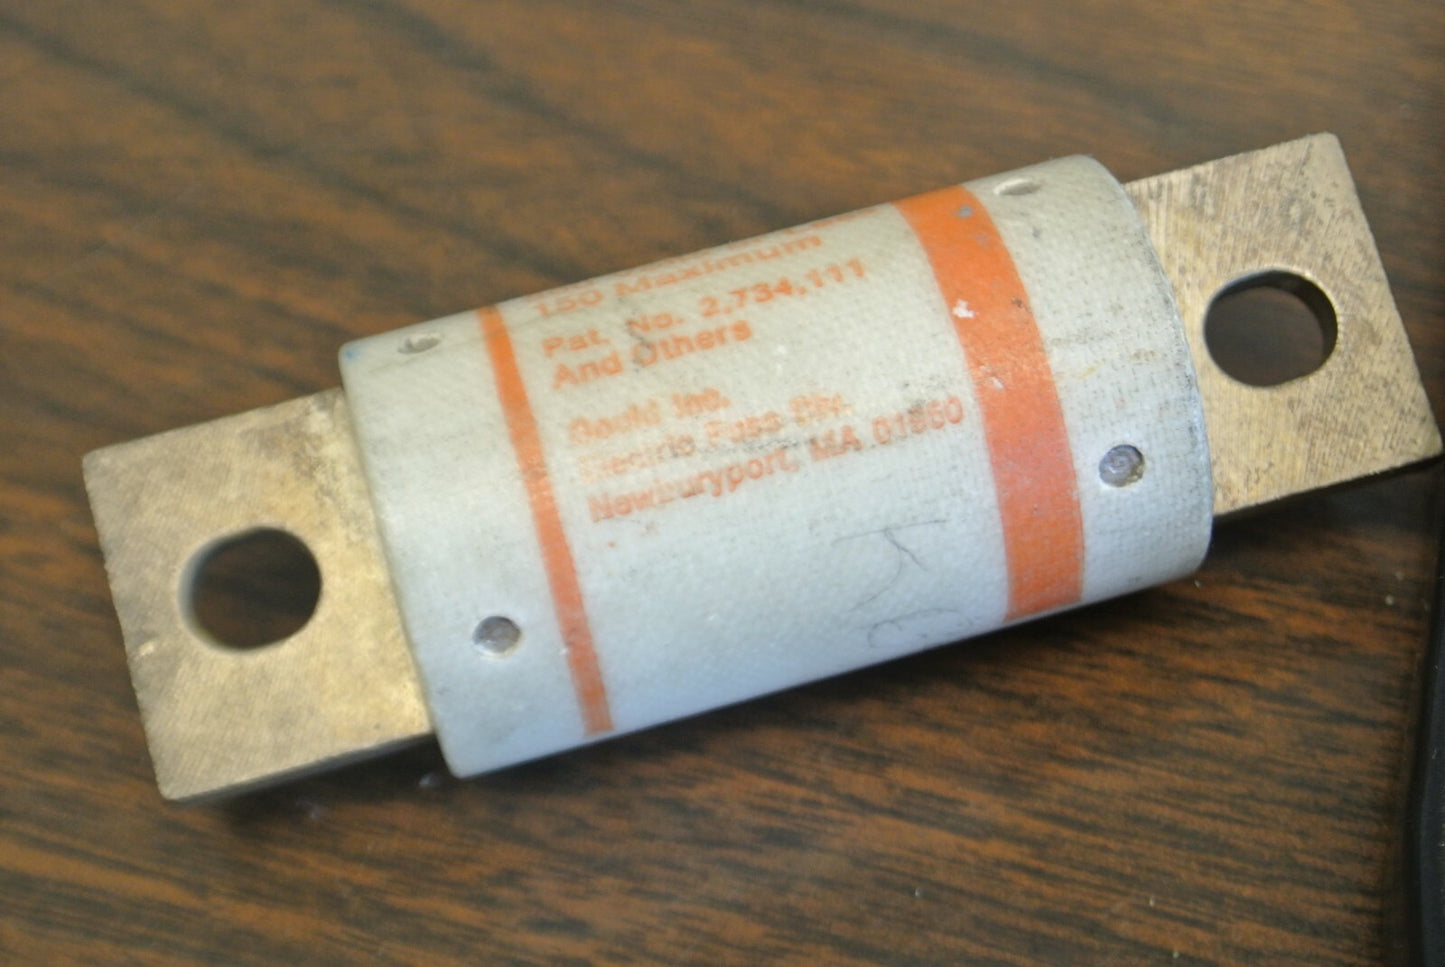 150 Maximum
Pat. No. 2,734,111
And Others
Gould Inc.
Electric Fuse Div.
Newburyport, MA 01950